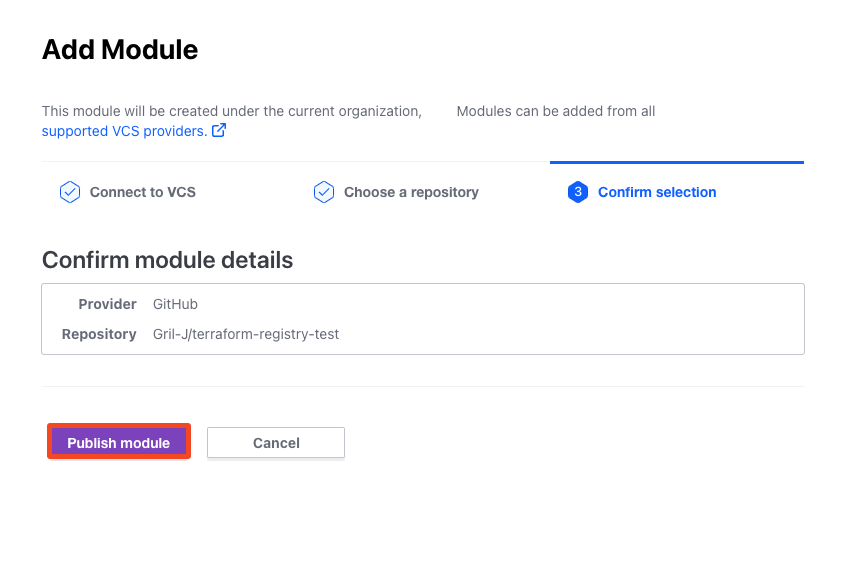 Add Module
This module will be created under the current organization, Modules can be added from all
supported VCS providers.
Connect to VCS
Choose a repository
3 Confirm selection
Confirm module details
Provider GitHub
Repository Gril-J/terraform-registry-test
Publish module
Cancel